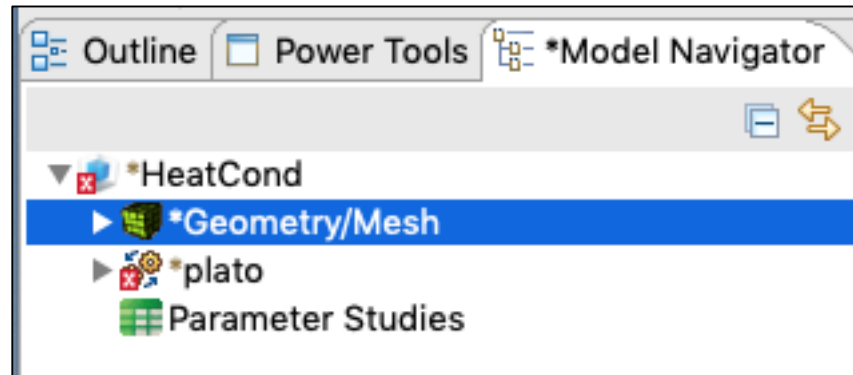 Outline Power Tools *Model Navigator
*HeatCond
*Geometry/Mesh
*plato
Parameter Studies